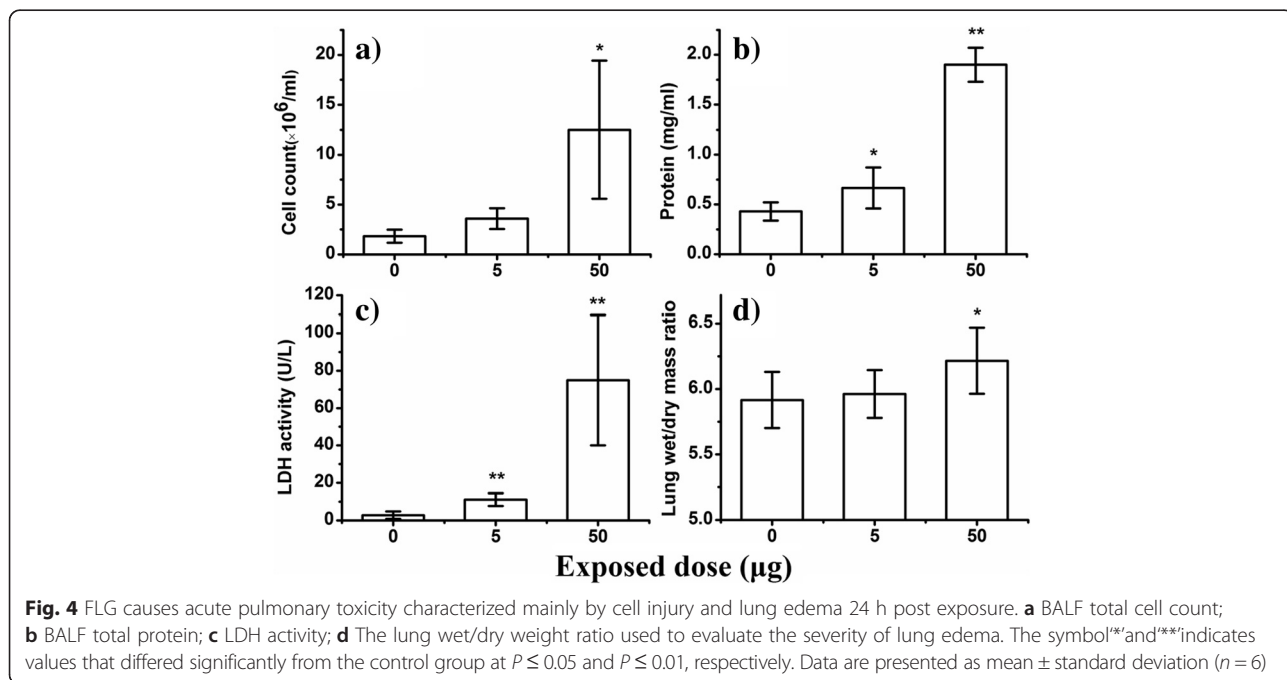 a)
*
20
15
10
5
0
Cell count(×10⁶/ml)
0 5 50
b)
**
*
2.0
1.5
1.0
0.5
0.0
Protein (mg/ml)
0 5 50
c)
**
**
120
100
80
60
40
20
0
LDH activity (U/L)
0 5 50
d)
*
6.5
6.0
5.5
5.0
Lung wet/dry mass ratio
0 5 50
Exposed dose (µg)
Fig. 4 FLG causes acute pulmonary toxicity characterized mainly by cell injury and lung edema 24 h post exposure. a BALF total cell count;
b BALF total protein; c LDH activity; d The lung wet/dry weight ratio used to evaluate the severity of lung edema. The symbol‘*’and‘**’indicates
values that differed significantly from the control group at P ≤ 0.05 and P ≤ 0.01, respectively. Data are presented as mean ± standard deviation (n = 6)